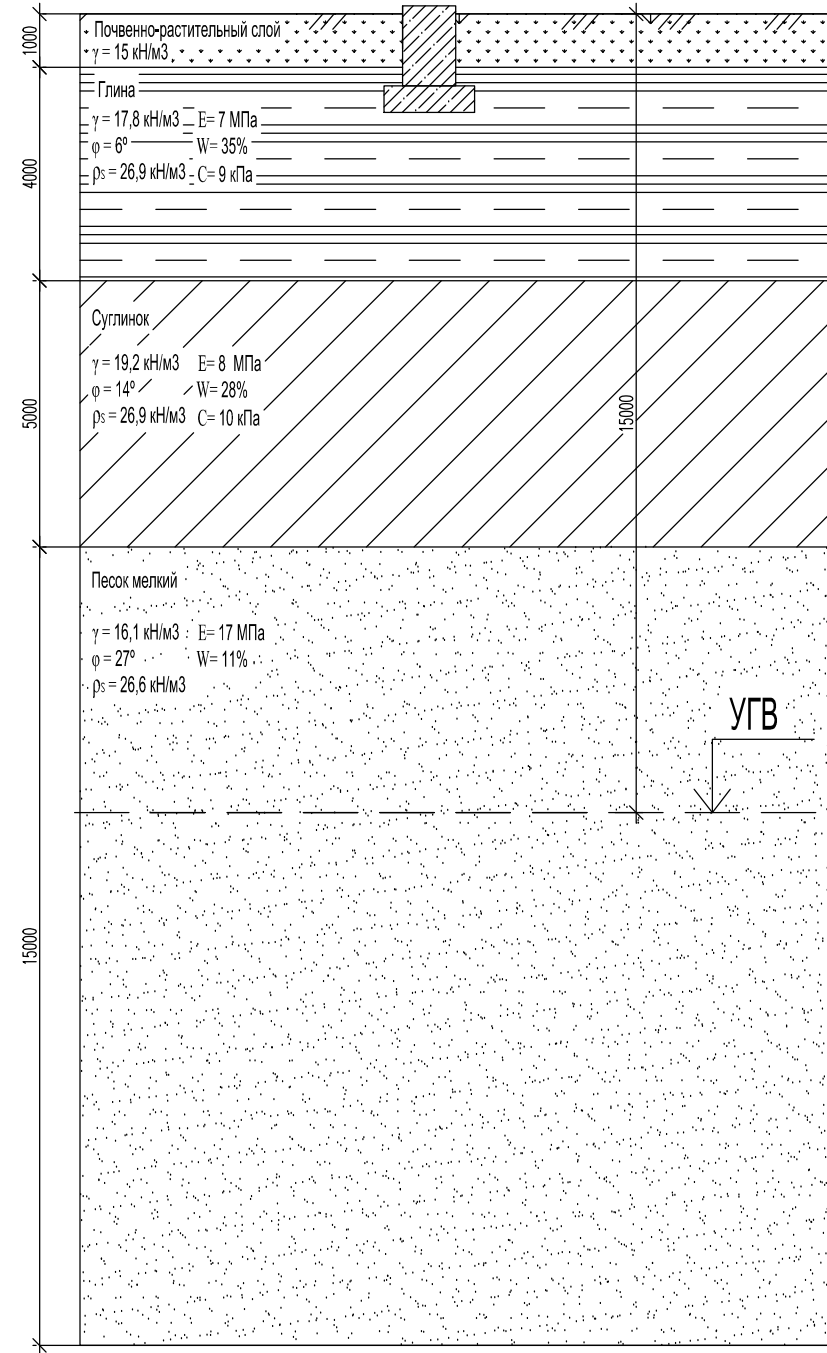 1000
Почвенно-растительный слой
γ = 15 кН/м3
Глина
γ = 17,8 кН/м3 E= 7 МПа
φ = 6º W= 35%
ρs = 26,9 кН/м3 C= 9 кПа
4000
Суглинок
γ = 19,2 кН/м3 E= 8 МПа
φ = 14º W= 28%
ρs = 26,9 кН/м3 C= 10 кПа
5000
15000
Песок мелкий
γ = 16,1 кН/м3 E= 17 МПа
φ = 27º W= 11%
ρs = 26,6 кН/м3
УГВ
15000